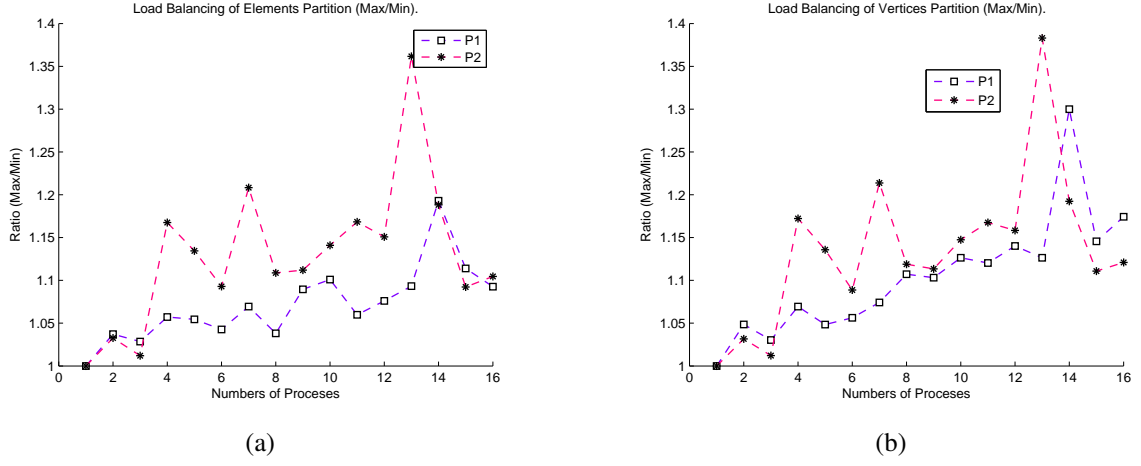 Load Balancing of Elements Partition (Max/Min).
1.4
1.35
1.3
1.25
1.2
1.15
1.1
1.05
1
Ratio (Max/Min)
P1
P2
0 2 4 6 8 10 12 14 16
Numbers of Proceses
(a)
Load Balancing of Vertices Partition (Max/Min).
1.4
1.35
1.3
1.25
1.2
1.15
1.1
1.05
1
Ratio (Max/Min)
P1
P2
0 2 4 6 8 10 12 14 16
Numbers of Proceses
(b)